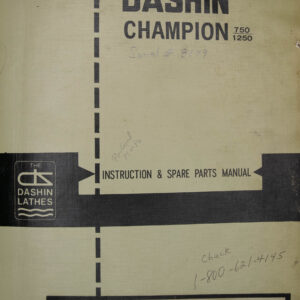 DASHIN
CHAMPION 750
1250
INSTRUCTION & SPARE PARTS MANUAL
THE
DASHIN
LATHES
Chuck
1-800-621-4145